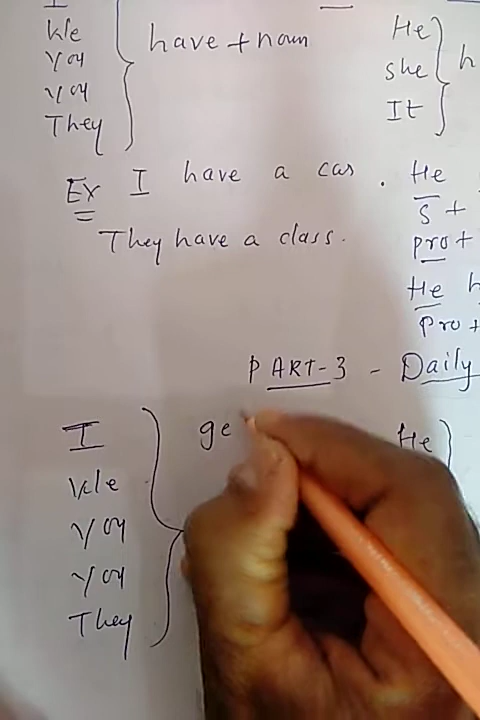 I
We
You
You
They
have + noun
He
She
It
h
Ex I have a car . He
S +
They have a class. Pro +
He h
Pro +
PART-3 - Daily
I ge He
We
You
You
They